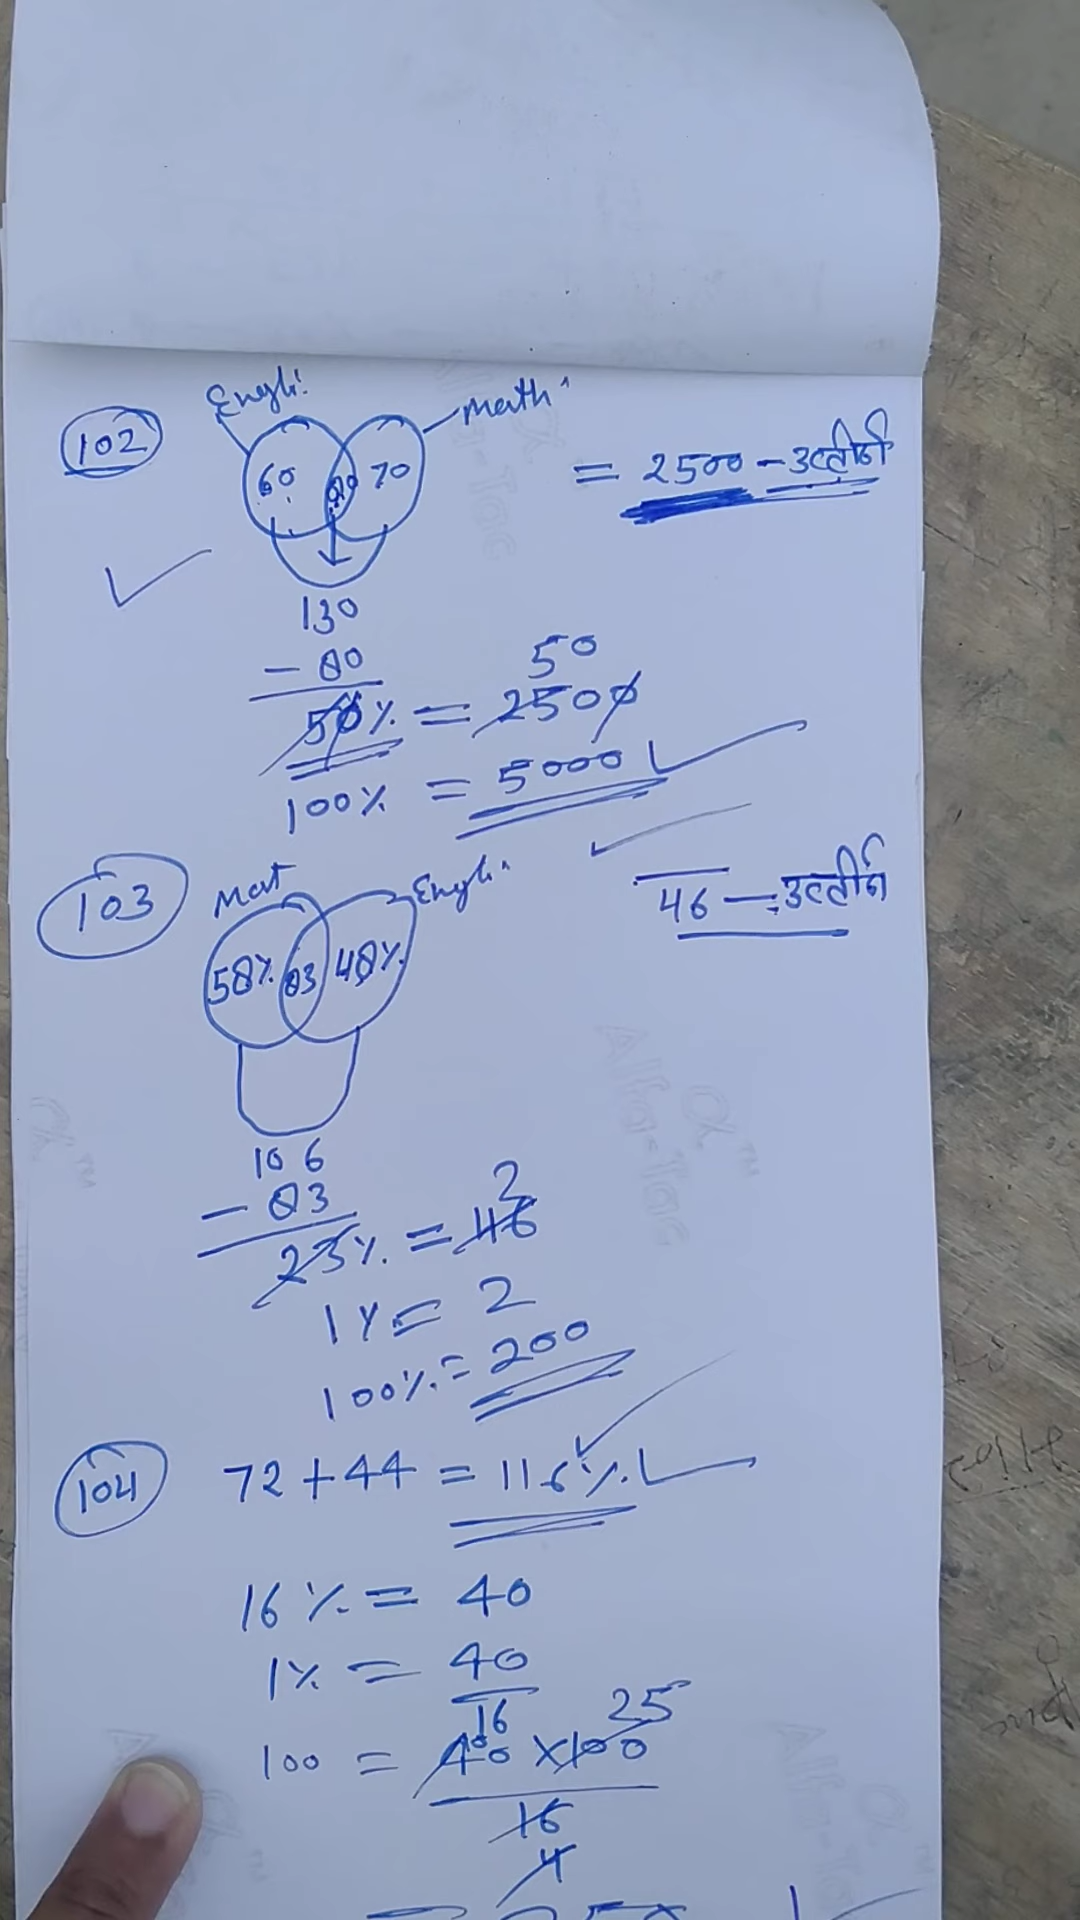 Engli.
Math
102
60 80 70
= 2500 - उत्तीर्ण
130
- 80
50% = 2500
50
100% = 5000
103
Mat
Engli.
46 - उत्तीर्ण
58% 83 48%
106
- 83
23% = 46
2
1% = 2
100% = 200
104
72 + 44 = 116%
16% = 40
1% = 40
16
25
100 = 40 × 100
16
4